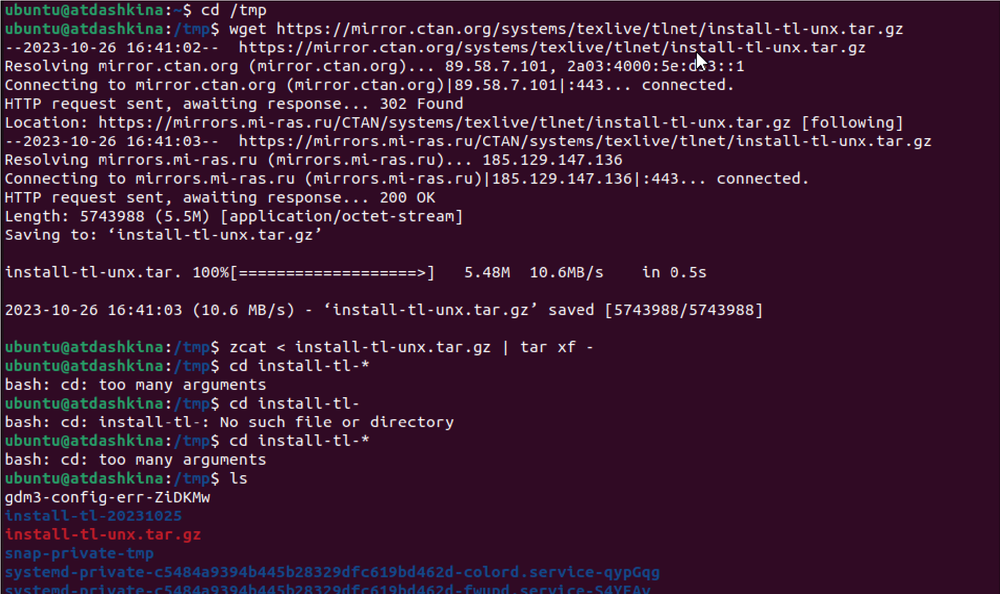 ubuntu@atdashkina:~$ cd /tmp
ubuntu@atdashkina:/tmp$ wget https://mirror.ctan.org/systems/texlive/tlnet/install-tl-unx.tar.gz
--2023-10-26 16:41:02--  https://mirror.ctan.org/systems/texlive/tlnet/install-tl-unx.tar.gz
Resolving mirror.ctan.org (mirror.ctan.org)... 89.58.7.101,
Connecting to mirror.ctan.org (mirror.ctan.org)|89.58.7.101|:443... connected.
HTTP request sent, awaiting response... 302 Found
Location: https://mirrors.mi-ras.ru/CTAN/systems/texlive/tlnet/install-tl-unx.tar.gz [following]
--2023-10-26 16:41:03--  https://mirrors.mi-ras.ru/CTAN/systems/texlive/tlnet/install-tl-unx.tar.gz
Resolving mirrors.mi-ras.ru (mirrors.mi-ras.ru)... 185.129.147.136
Connecting to mirrors.mi-ras.ru (mirrors.mi-ras.ru)|185.129.147.136|:443... connected.
HTTP request sent, awaiting response... 200 OK
Length: 5743988 (5.5M) [application/octet-stream]
Saving to: ‘install-tl-unx.tar.gz’
install-tl-unx.tar. 100%[===================>]   5.48M  10.6MB/s    in 0.5s
2023-10-26 16:41:03 (10.6 MB/s) - ‘install-tl-unx.tar.gz’ saved [5743988/5743988]
ubuntu@atdashkina:/tmp$ zcat < install-tl-unx.tar.gz | tar xf -
ubuntu@atdashkina:/tmp$ cd install-tl-*
bash: cd: too many arguments
ubuntu@atdashkina:/tmp$ cd install-tl-
bash: cd: install-tl-: No such file or directory
ubuntu@atdashkina:/tmp$ cd install-tl-*
bash: cd: too many arguments
ubuntu@atdashkina:/tmp$ ls
gdm3-config-err-ZiDKMw
install-tl-20231025
install-tl-unx.tar.gz
snap-private-tmp
systemd-private-c5484a9394b445b28329dfc619bd462d-colord.service-qypGqg
systemd-private-c5484a9394b445b28329dfc619bd462d-fwupd.service-S4YEAv